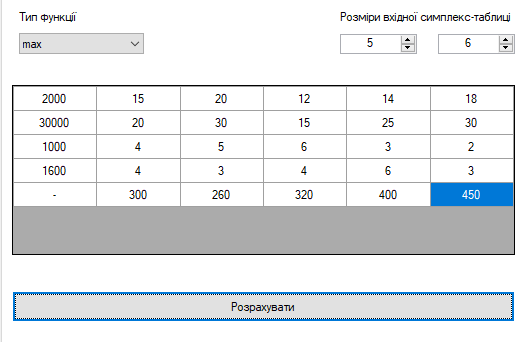 Тип функції Розміри вхідної симплекс-таблиці
max 5 6
2000 15 20 12 14 18
30000 20 30 15 25 30
1000 4 5 6 3 2
1600 4 3 4 6 3
- 300 260 320 400 450
Розрахувати